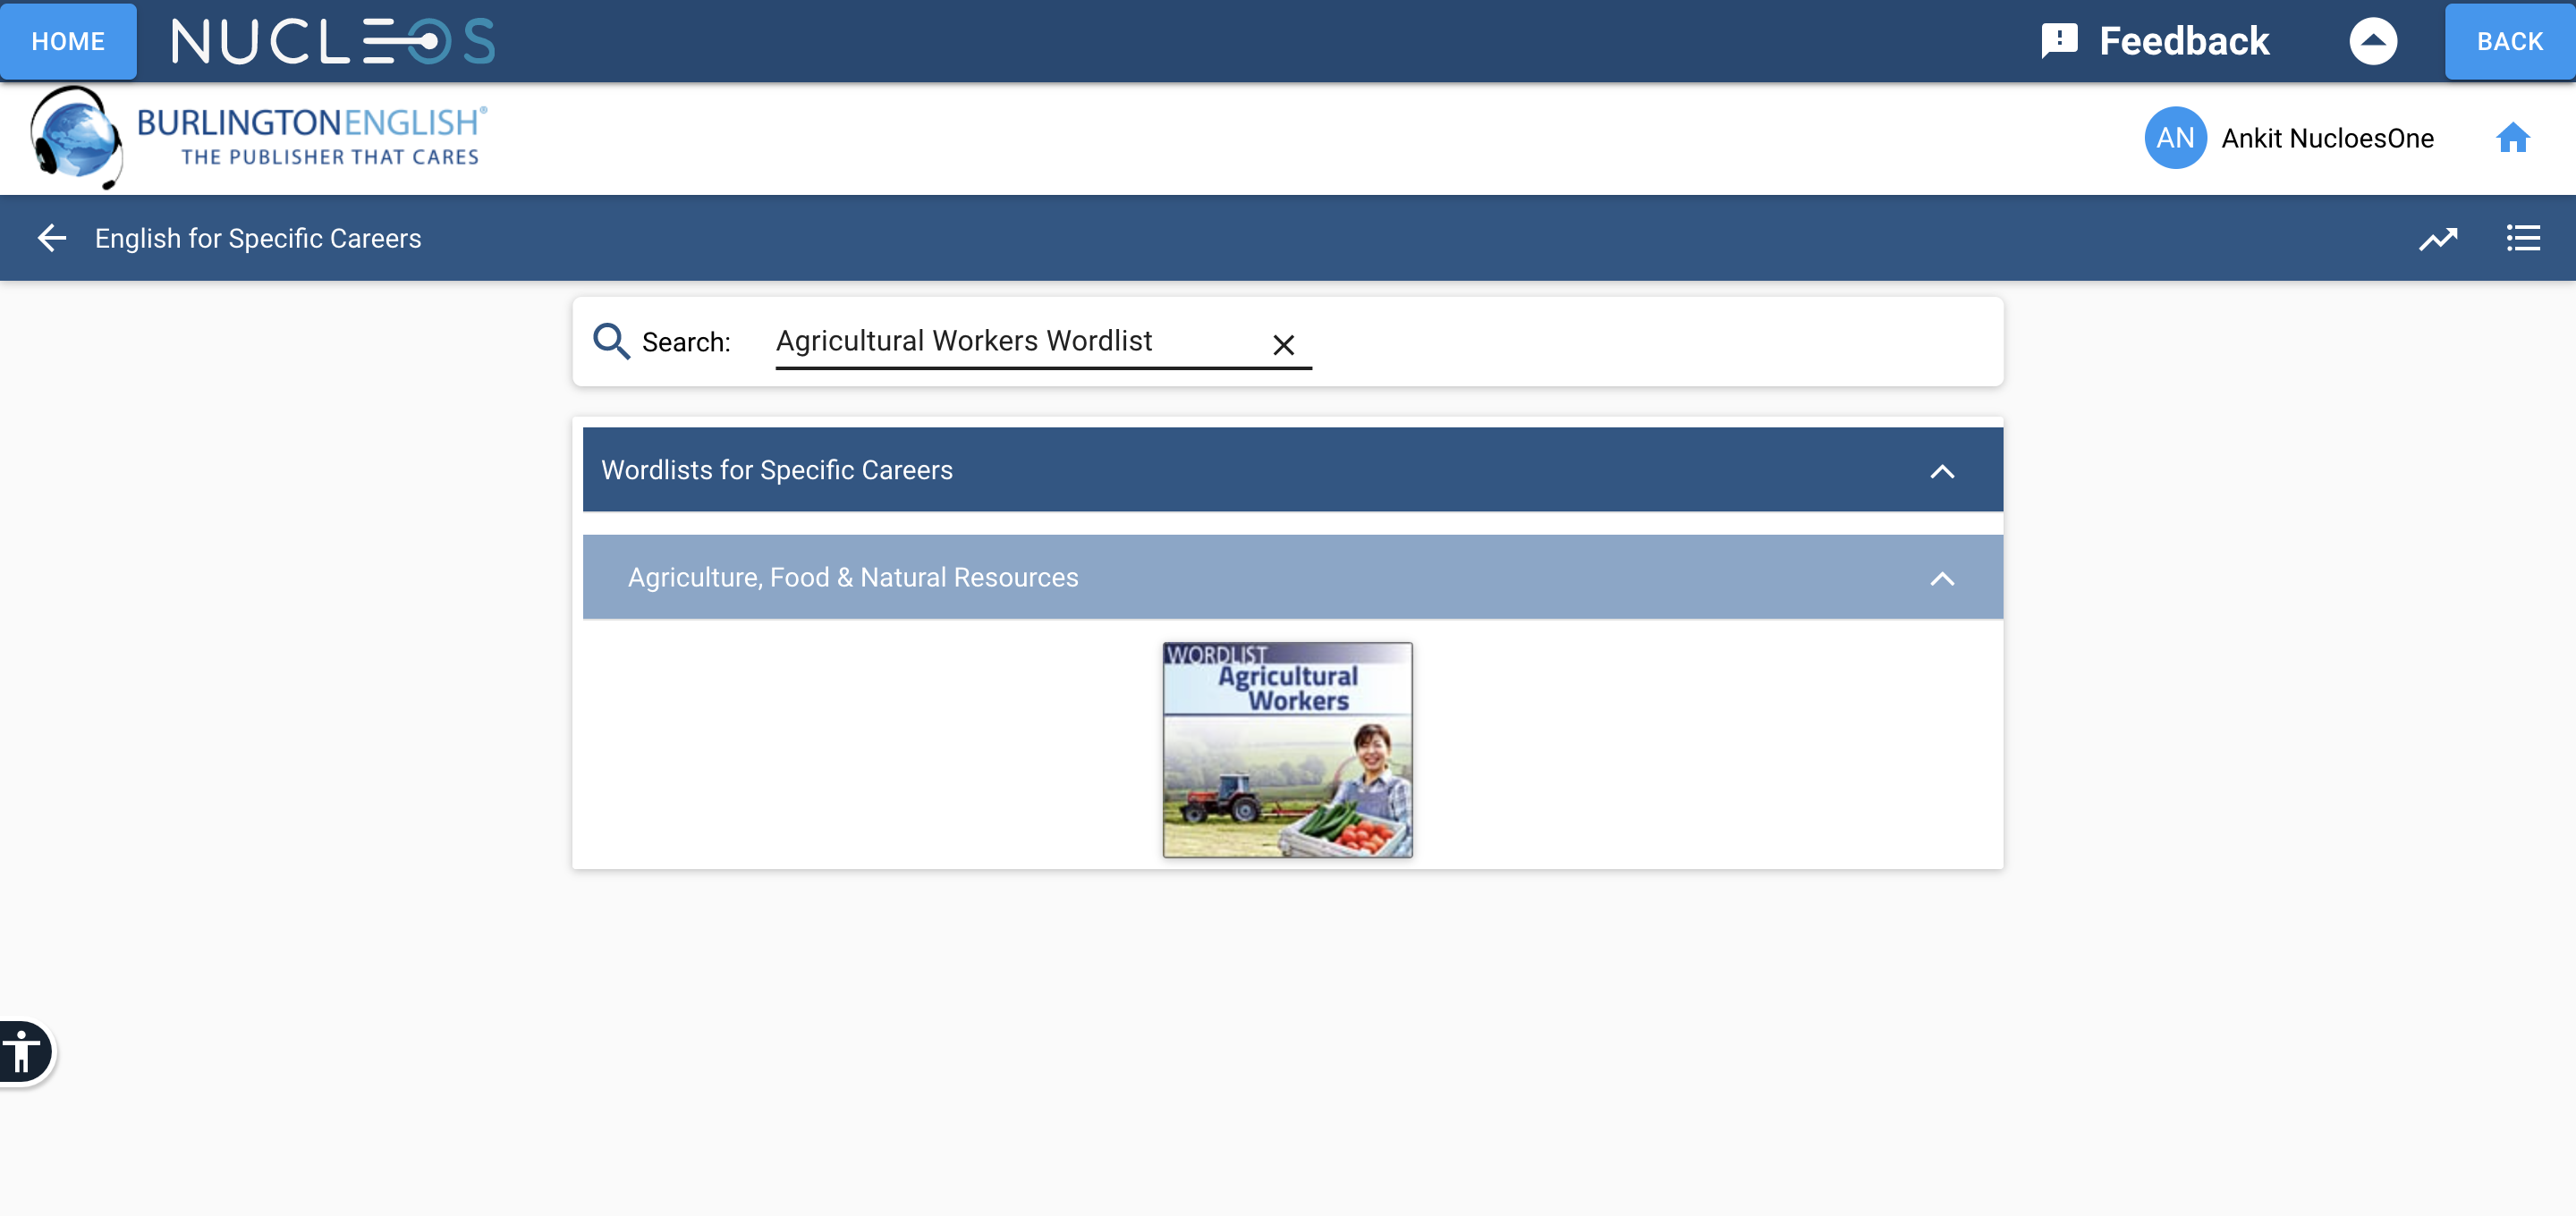 HOME
NUCLEOS
Feedback
BACK
BURLINGTONENGLISH®
THE PUBLISHER THAT CARES
AN
Ankit NucloesOne
English for Specific Careers
Search:
Agricultural Workers Wordlist
Wordlists for Specific Careers
Agriculture, Food & Natural Resources
WORDLIST
Agricultural
Workers